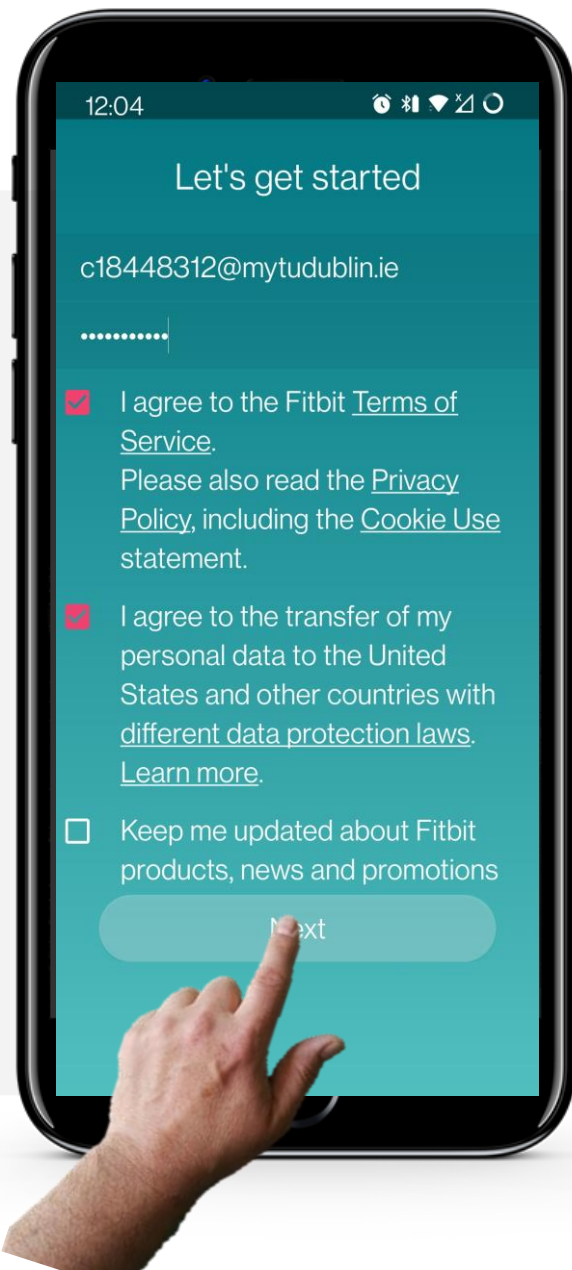 12:04
Let's get started
c18448312@mytudublin.ie
•••••••••••
I agree to the Fitbit Terms of
Service.
Please also read the Privacy
Policy, including the Cookie Use
statement.
I agree to the transfer of my
personal data to the United
States and other countries with
different data protection laws.
Learn more.
Keep me updated about Fitbit
products, news and promotions
Next